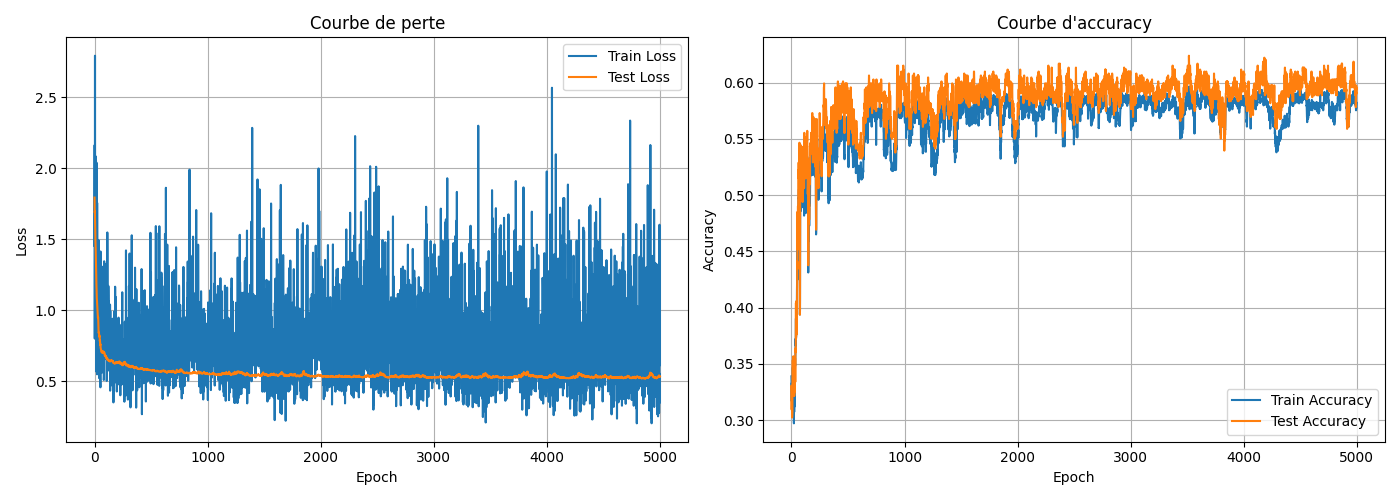 Courbe de perte
Train Loss
Test Loss
2.5
2.0
1.5
1.0
0.5
Loss
0
1000
2000
3000
4000
5000
Epoch
Courbe d'accuracy
0.60
0.55
0.50
0.45
0.40
0.35
0.30
Accuracy
Train Accuracy
Test Accuracy
0
1000
2000
3000
4000
5000
Epoch